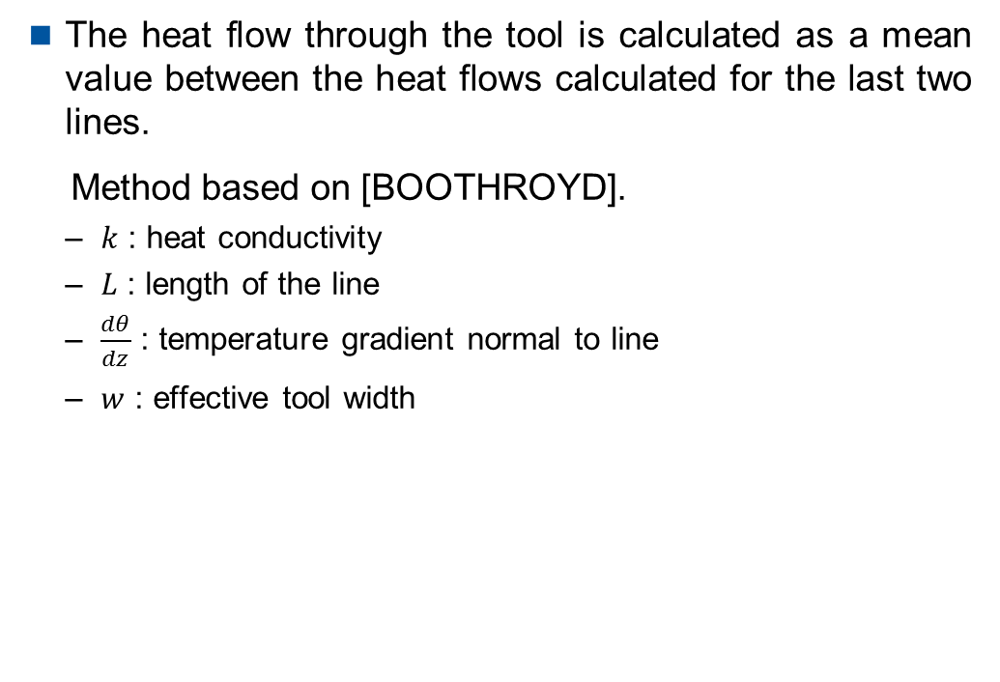 The heat flow through the tool is calculated as a mean
value between the heat flows calculated for the last two
lines.
Method based on [BOOTHROYD].
– k : heat conductivity
– L : length of the line
– dθ/dz : temperature gradient normal to line
– w : effective tool width